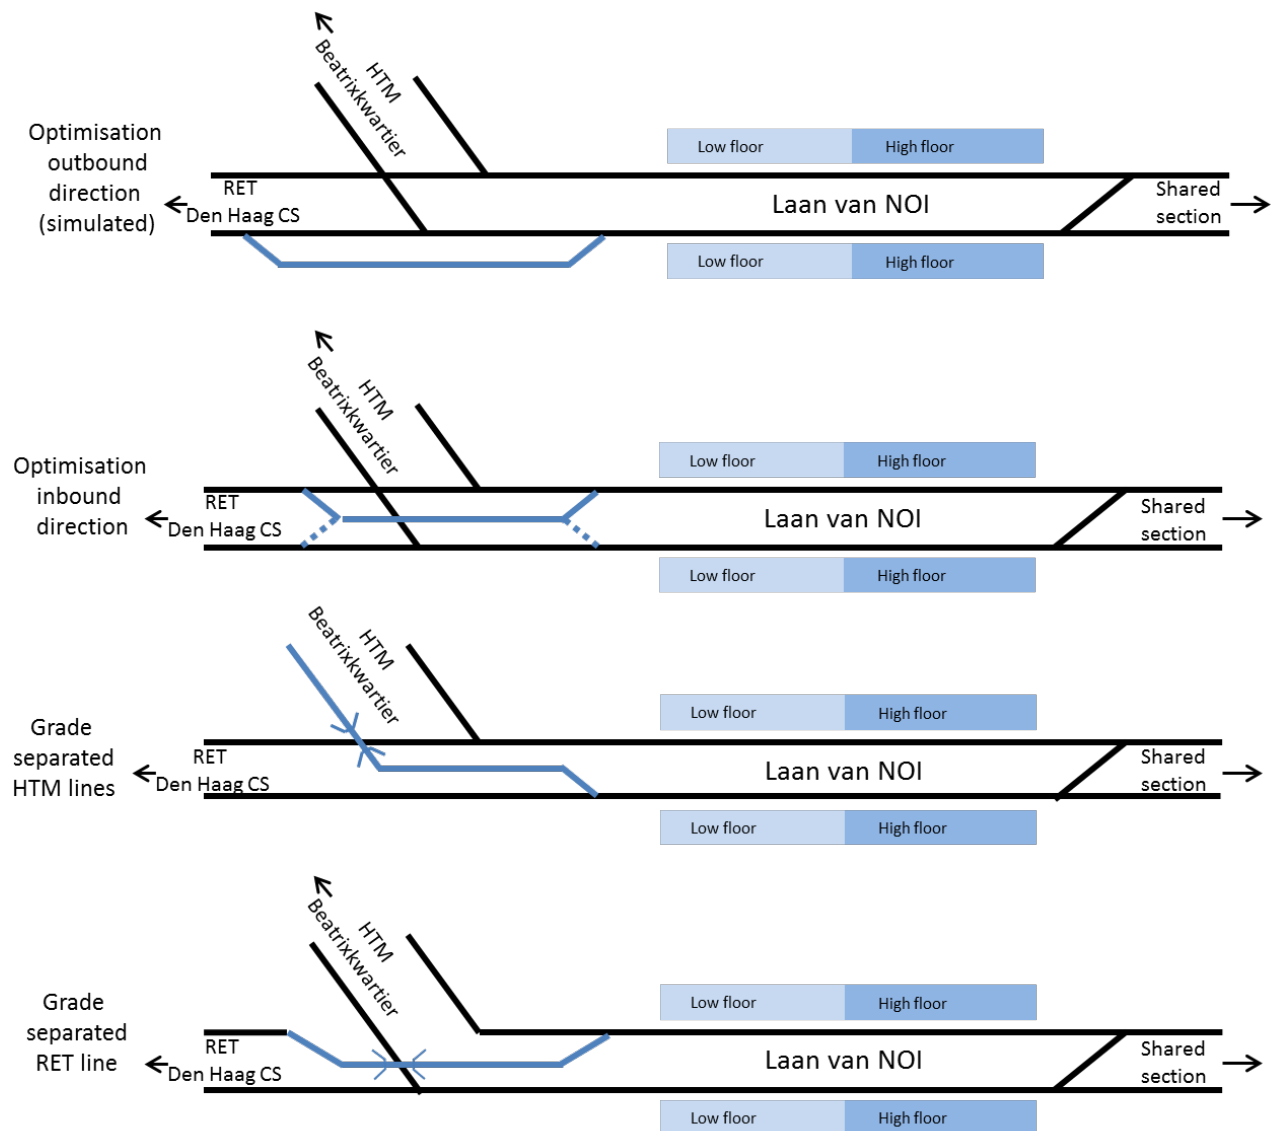 HTM
Beatrixkwartier
Optimisation
outbound
direction
(simulated)
RET
Den Haag CS
Low floor
High floor
Laan van NOI
Shared
section
Low floor
High floor
HTM
Beatrixkwartier
Optimisation
inbound
direction
RET
Den Haag CS
Low floor
High floor
Laan van NOI
Shared
section
Low floor
High floor
HTM
Beatrixkwartier
Grade
separated
HTM lines
RET
Den Haag CS
Low floor
High floor
Laan van NOI
Shared
section
Low floor
High floor
HTM
Beatrixkwartier
Grade
separated
RET line
RET
Den Haag CS
Low floor
High floor
Laan van NOI
Shared
section
Low floor
High floor